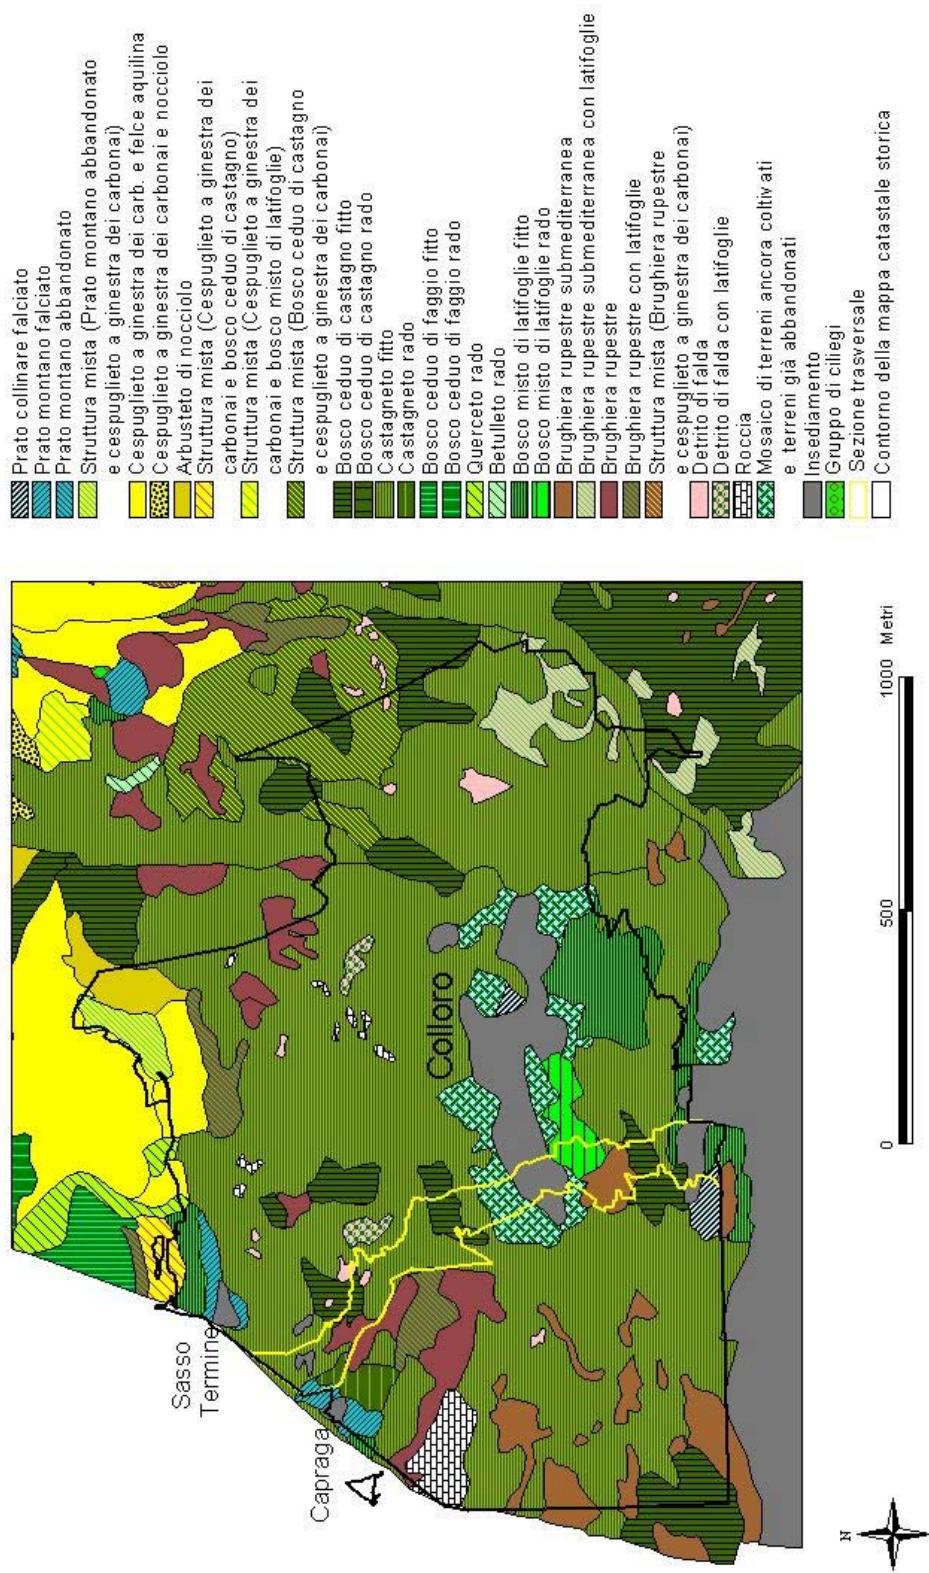 Prato collinare falciato
Prato montano falciato
Prato montano abbandonato
Struttura mista (Prato montano abbandonato
e cespuglieto a ginestra dei carbonai)
Cespuglieto a ginestra dei carb. e felce aquilina
Cespuglieto a ginestra dei carbonai e nocciolo
Arbusteto di nocciolo
Struttura mista (Cespuglieto a ginestra dei
carbonai e bosco ceduo di castagno)
Struttura mista (Cespuglieto a ginestra dei
carbonai e bosco misto di latifoglie)
Struttura mista (Bosco ceduo di castagno
e cespuglieto a ginestra dei carbonai)
Bosco ceduo di castagno fitto
Bosco ceduo di castagno rado
Castagneto fitto
Castagneto rado
Bosco ceduo di faggio fitto
Bosco ceduo di faggio rado
Querceto rado
Betulleto rado
Bosco misto di latifoglie fitto
Bosco misto di latifoglie rado
Brughiera rupestre submediterranea
Brughiera rupestre submediterranea con latifoglie
Brughiera rupestre
Brughiera rupestre con latifoglie
Struttura mista (Brughiera rupestre
e cespuglieto a ginestra dei carbonai)
Detrito di falda
Detrito di falda con latifoglie
Roccia
Mosaico di terreni ancora coltivati
e terreni già abbandonati
Insediamento
Gruppo di ciliegi
Sezione trasversale
Contorno della mappa catastale storica
Sasso
Termine
Capraga
Colloro
0 500 1000 Metri
N